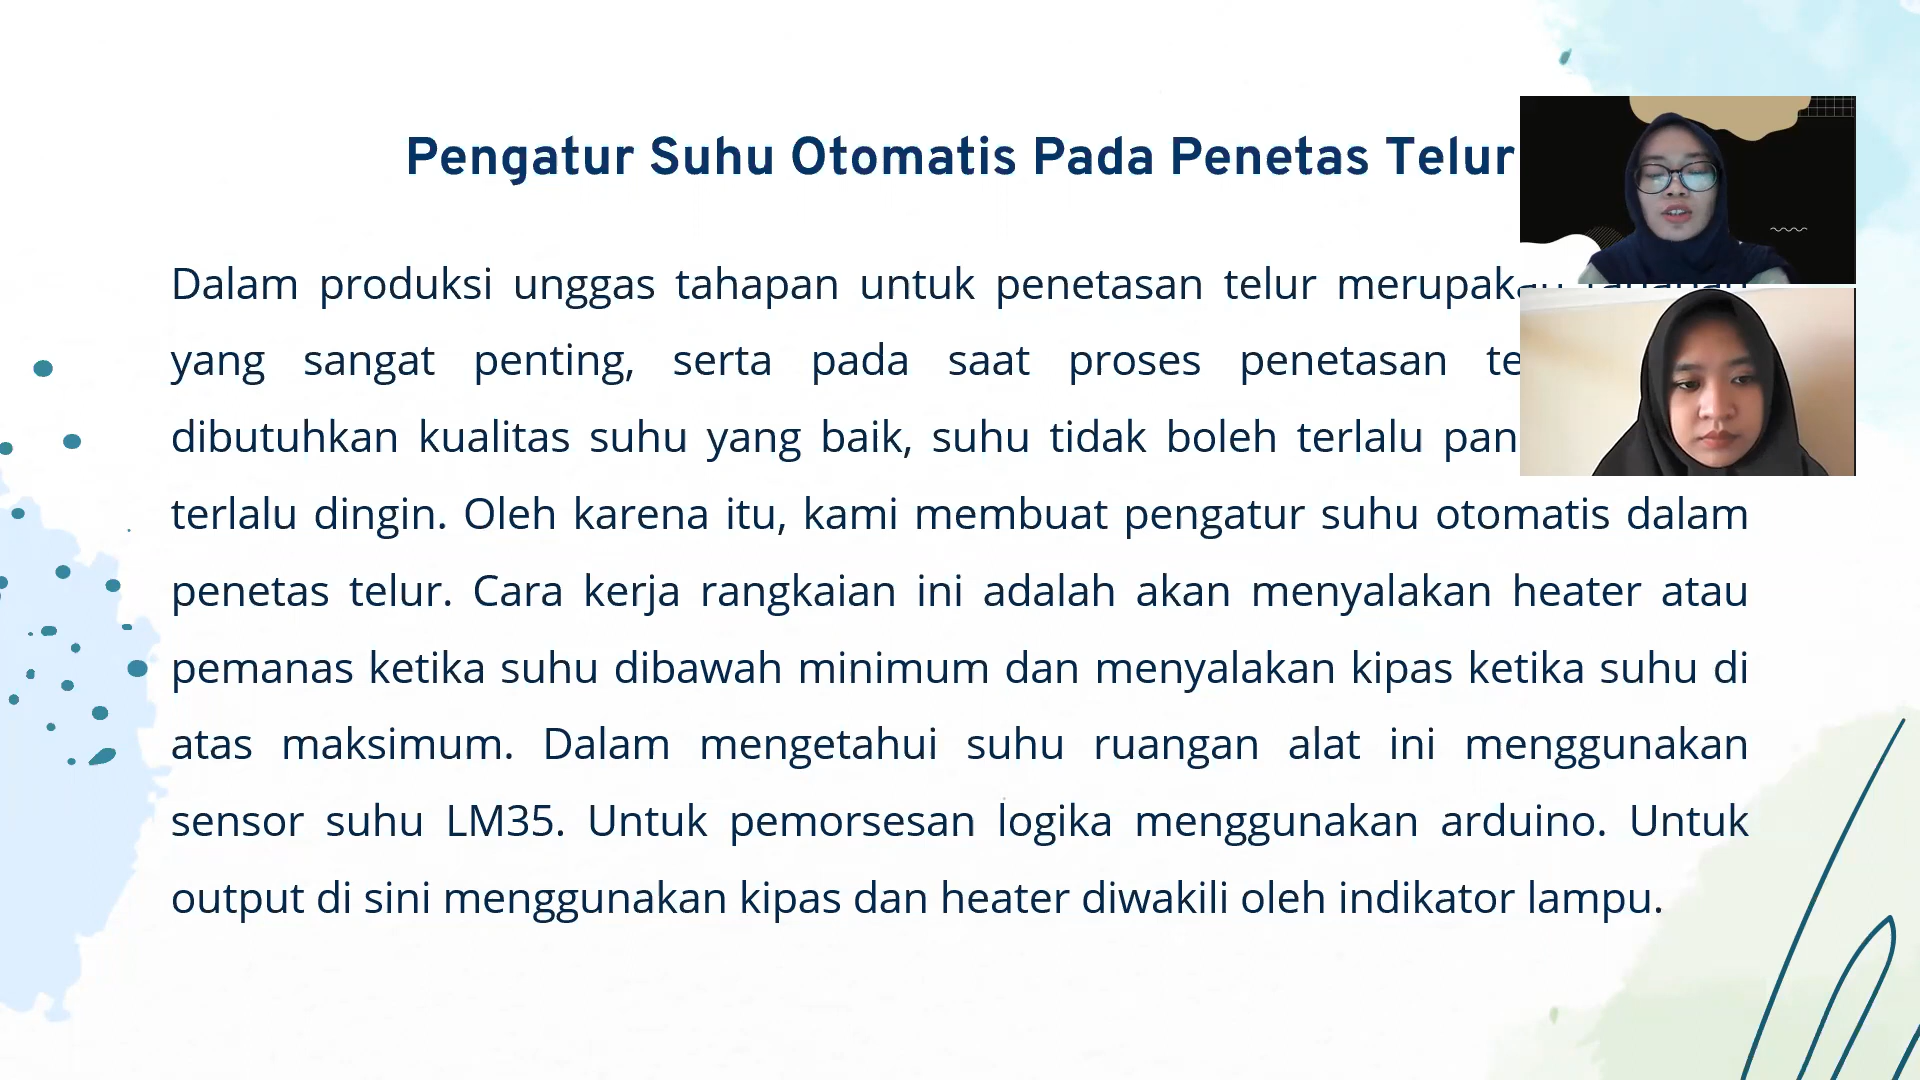 Pengatur Suhu Otomatis Pada Penetas Telur
Dalam produksi unggas tahapan untuk penetasan telur merupakan tahapan
yang sangat penting, serta pada saat proses penetasan
dibutuhkan kualitas suhu yang baik, suhu tidak boleh terlalu
terlalu dingin. Oleh karena itu, kami membuat pengatur suhu otomatis dalam
penetas telur. Cara kerja rangkaian ini adalah akan menyalakan heater atau
pemanas ketika suhu dibawah minimum dan menyalakan kipas ketika suhu di
atas maksimum. Dalam mengetahui suhu ruangan alat ini menggunakan
sensor suhu LM35. Untuk pemorsesan logika menggunakan arduino. Untuk
output di sini menggunakan kipas dan heater diwakili oleh indikator lampu.